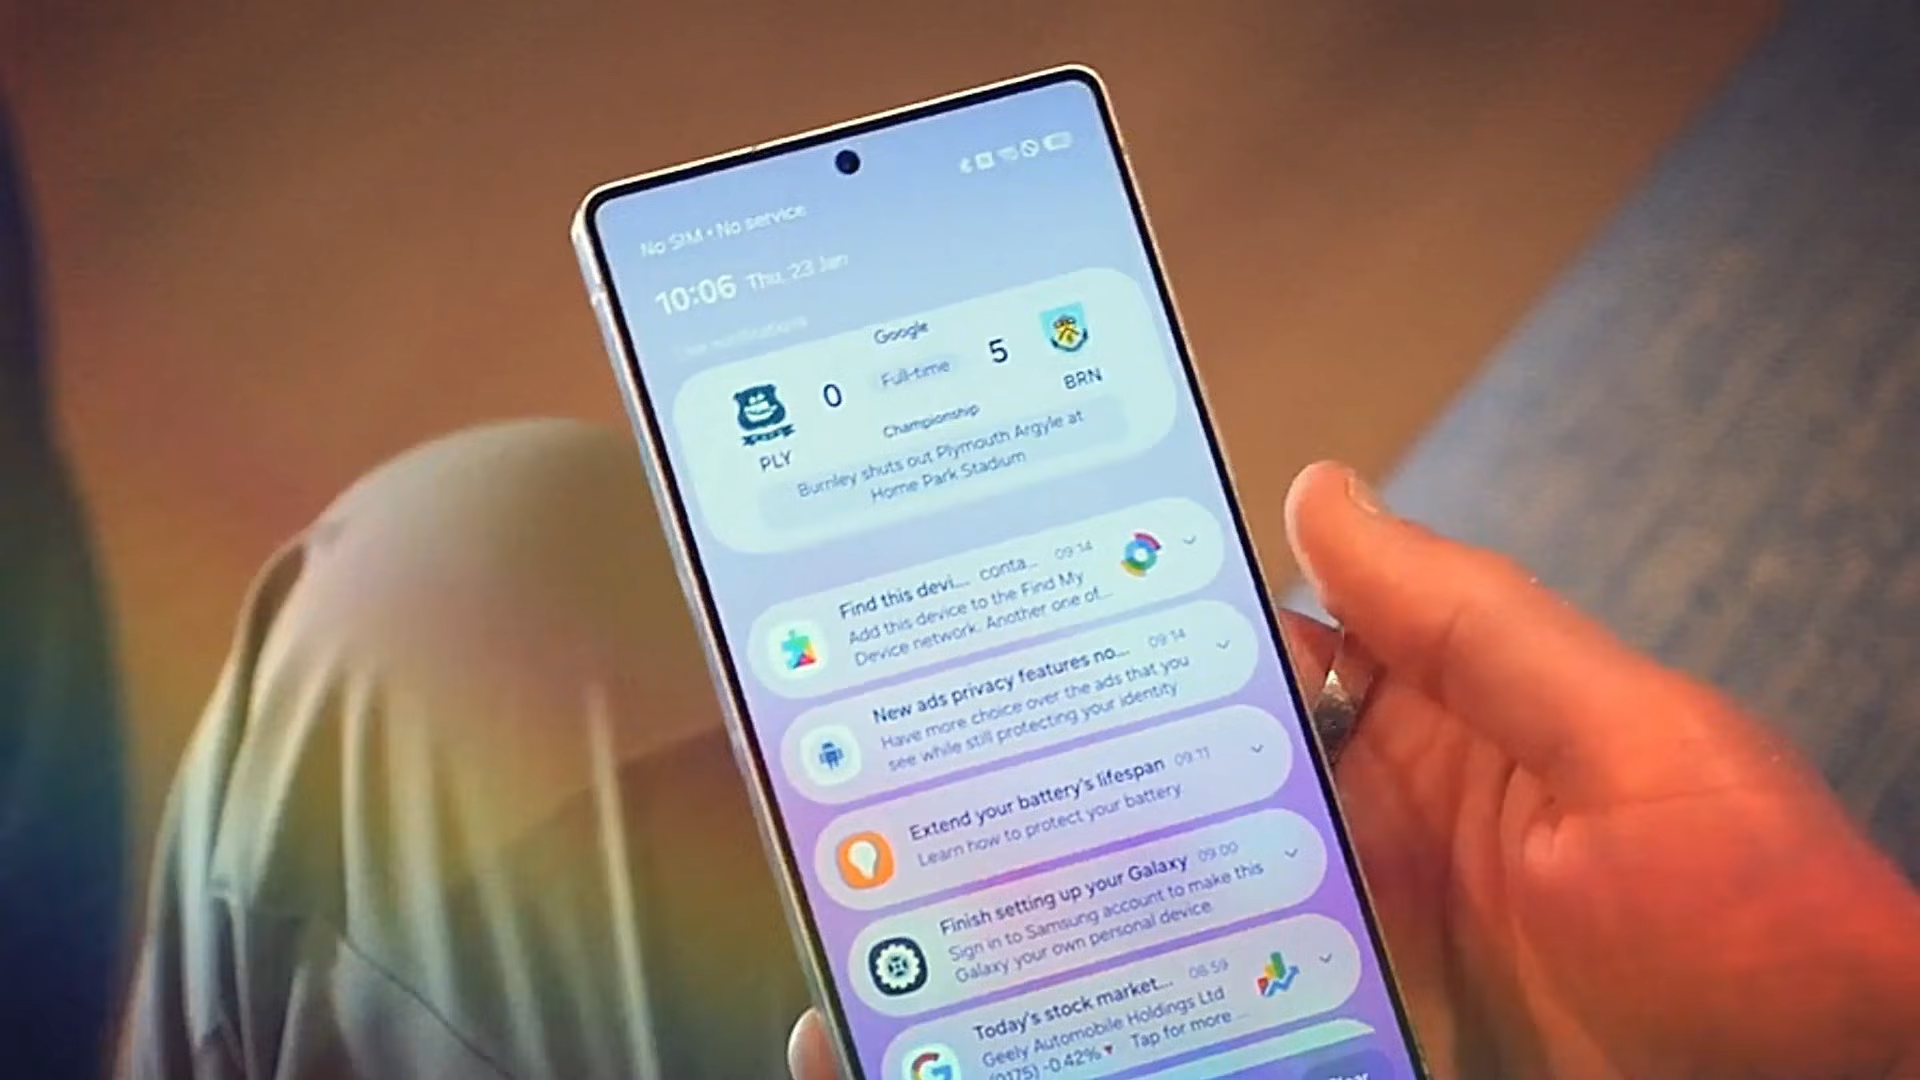 No SIM • No service
10:06 Thu, 23 Jan
Live notifications
Google
0 Full-time 5
PLY
BRN
Championship
Burnley shuts out Plymouth Argyle at
Home Park Stadium
Find this devi... conta... 09:14
Add this device to the Find My
Device network. Another one of...
New ads privacy features no... 09:14
Have more choice over the ads that you
see while still protecting your identity
Extend your battery's lifespan 09:11
Learn how to protect your battery
Finish setting up your Galaxy 09:00
Sign in to Samsung account to make this
Galaxy your own personal device.
Today's stock market... 08:59
Geely Automobile Holdings Ltd
(0175) -0.42%▼ Tap for more ...
Clear